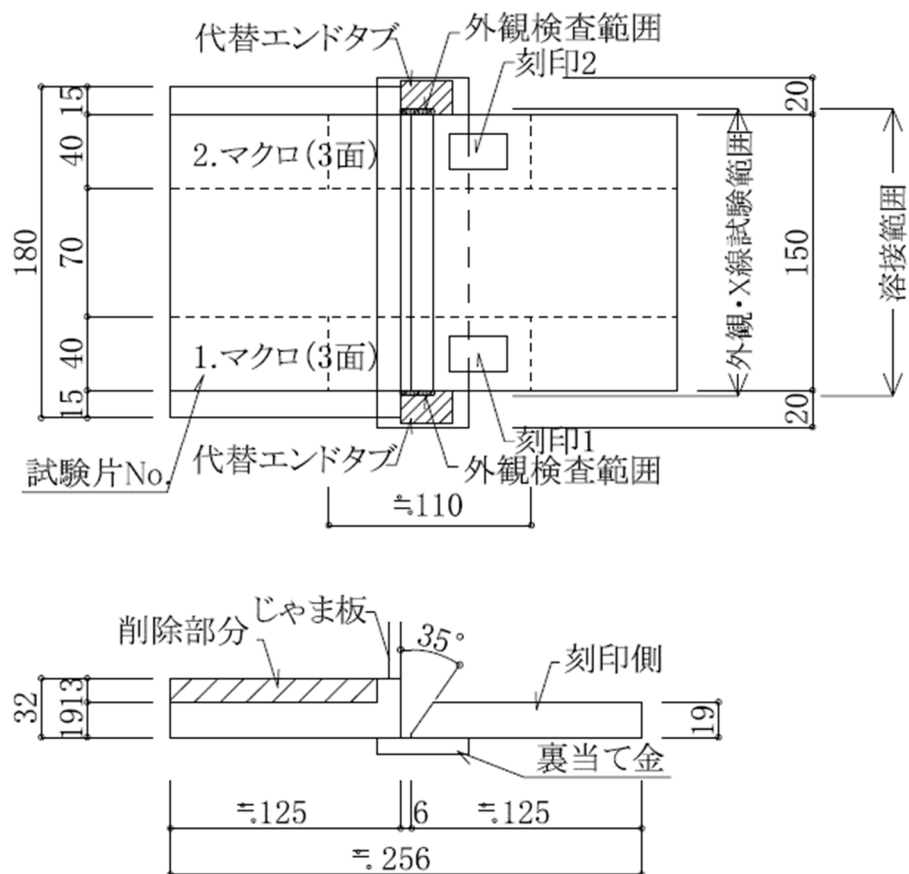 代替エンドタブ
外観検査範囲
刻印2
15
40
70
40
15
180
2.マクロ(3面)
1.マクロ(3面)
20
150
20
外観・X線試験範囲
溶接範囲
刻印1
代替エンドタブ
外観検査範囲
試験片No.
≒110
じゃま板
削除部分
35°
刻印側
32
13
19
19
裏当て金
≒125
6
≒125
≒256